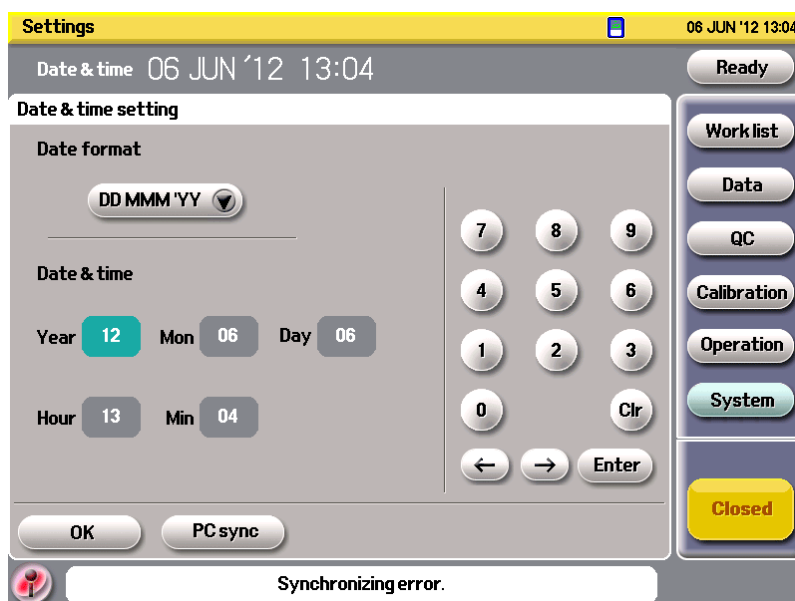 Settings 06 JUN '12 13:04
Date & time 06 JUN '12 13:04 Ready
Date & time setting
Work list
Date format
DD MMM 'YY
Data
7 8 9
QC
Date & time
4 5 6
Calibration
Year 12 Mon 06 Day 06
1 2 3
Operation
Hour 13 Min 04
0 Clr
System
← → Enter
Closed
OK PC sync
Synchronizing error.